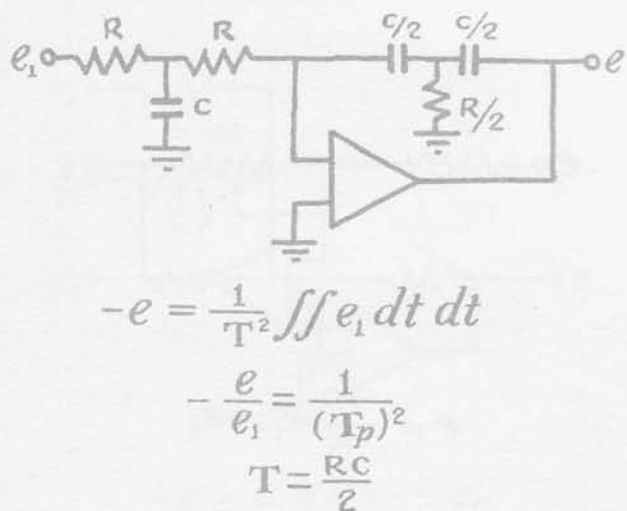 R R C/2 C/2
e₁ e
C R/2
-e = 1/T² ∬ e₁ dt dt
- e/e₁ = 1/(Tp)²
T = RC/2